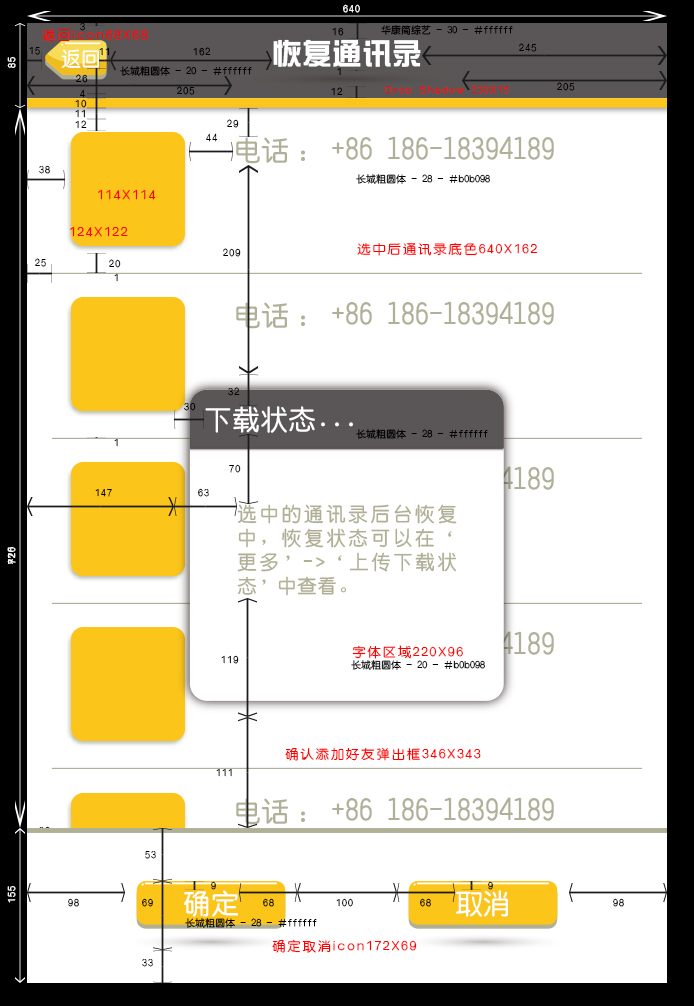 640
3
返回icon68X68
16
华康简综艺 - 30 - #ffffff
恢复通讯录
85
15
返回
11
162
245
长城粗圆体 - 20 - #ffffff
1
26
205
205
4
12
Drop Shadow 236X15
10
11
12
29
44
电话： +86 186-18394189
38
长城粗圆体 - 28 - #b0b098
114X114
124X122
209
选中后通讯录底色640X162
25
20
1
电话： +86 186-18394189
32
30
下载状态...
长城粗圆体 - 28 - #ffffff
1
70
4189
147
63
选中的通讯录后台恢复
中，恢复状态可以在‘
更多’->‘上传下载状
态’中查看。
119
字体区域220X96
长城粗圆体 - 20 - #b0b098
4189
确认添加好友弹出框346X343
111
电话： +86 186-18394189
53
155
98
69
确定
9
68
100
68
取消
9
98
长城粗圆体 - 28 - #ffffff
确定取消icon172X69
33